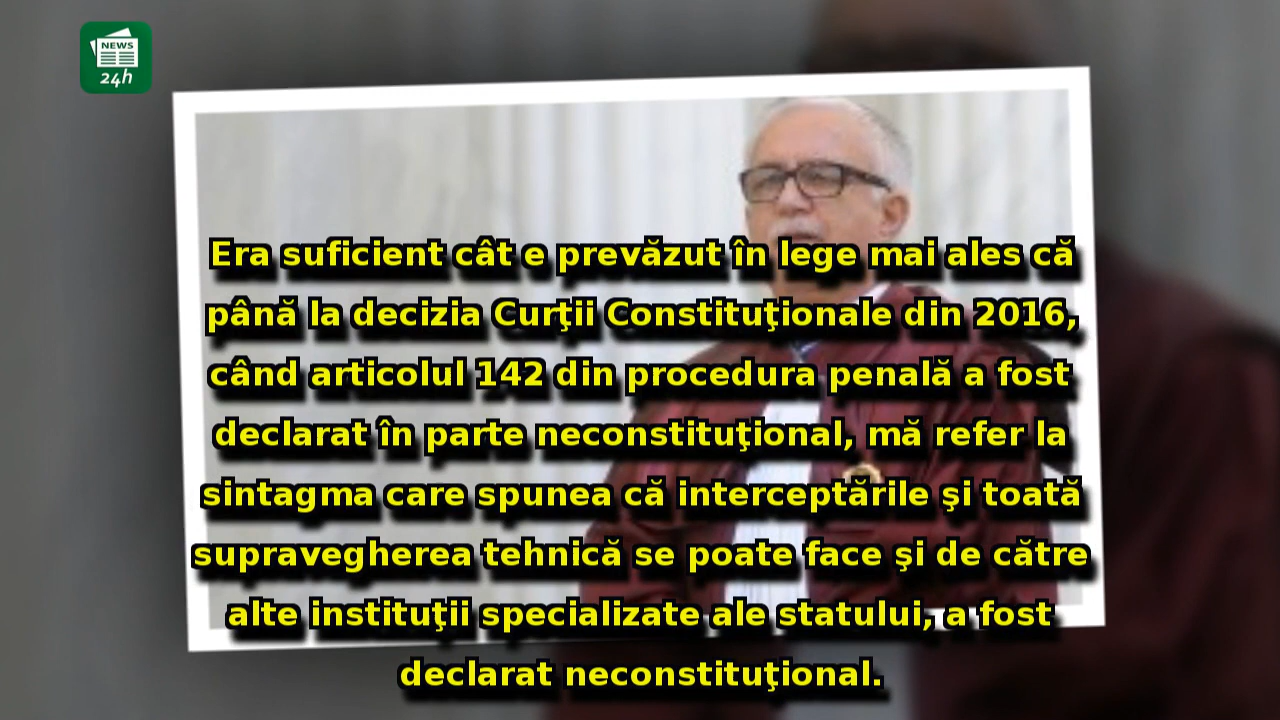 NEWS
24h
Era suficient cât e prevăzut în lege mai ales că
până la decizia Curţii Constituţionale din 2016,
când articolul 142 din procedura penală a fost
declarat în parte neconstituţional, mă refer la
sintagma care spunea că interceptările şi toată
supravegherea tehnică se poate face şi de către
alte instituţii specializate ale statului, a fost
declarat neconstituţional.